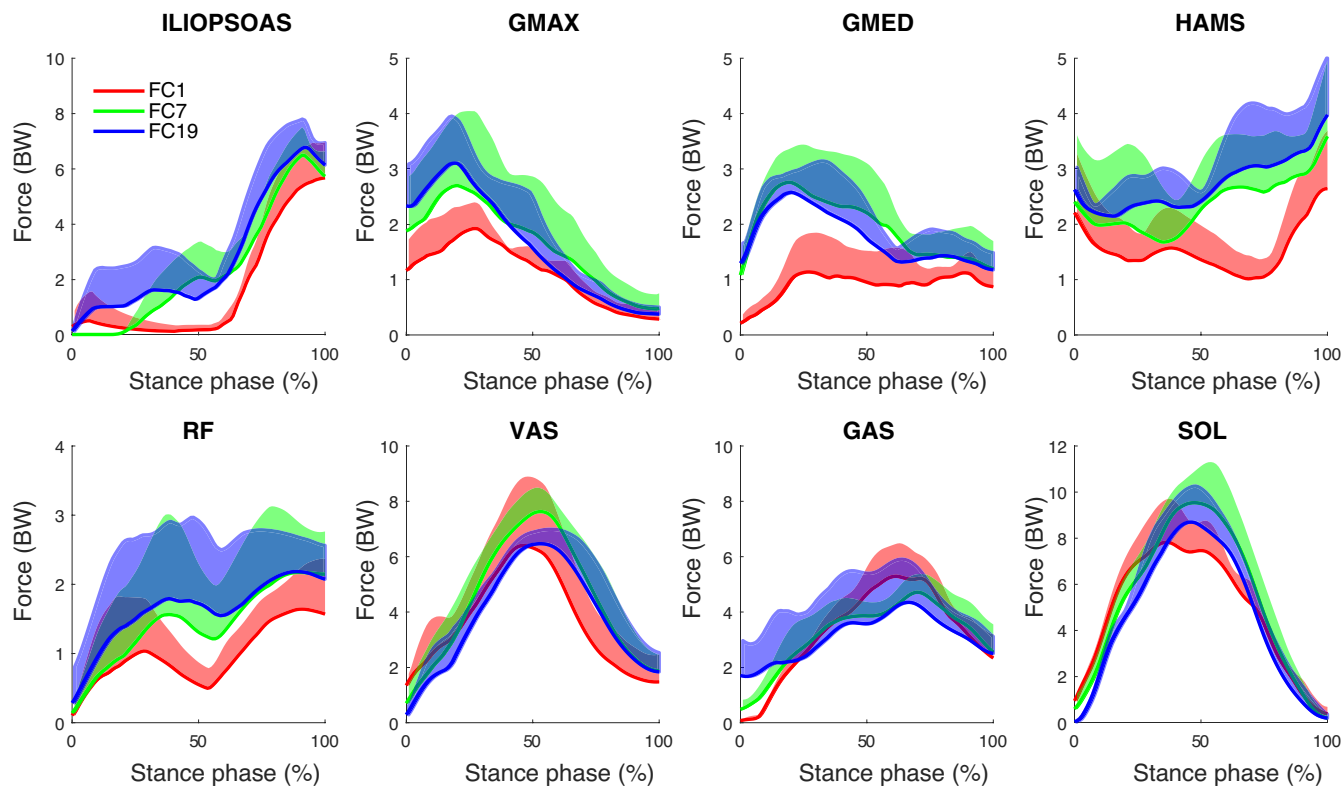 ILIOPSOAS GMAX GMED HAMS
10 5 5 5
FC1
FC7
FC19
8 4 4 4
6 3 3 3
4 2 2 2
2 1 1 1
0 0 0 0
Force (BW) Force (BW) Force (BW) Force (BW)
0 50 100 0 50 100 0 50 100 0 50 100
Stance phase (%) Stance phase (%) Stance phase (%) Stance phase (%)
RF VAS GAS SOL
4 10 10 12
3 8 8 10
2 6 6 8
1 4 4 6
0 2 2 4
0 0 2
0
Force (BW) Force (BW) Force (BW) Force (BW)
0 50 100 0 50 100 0 50 100 0 50 100
Stance phase (%) Stance phase (%) Stance phase (%) Stance phase (%)